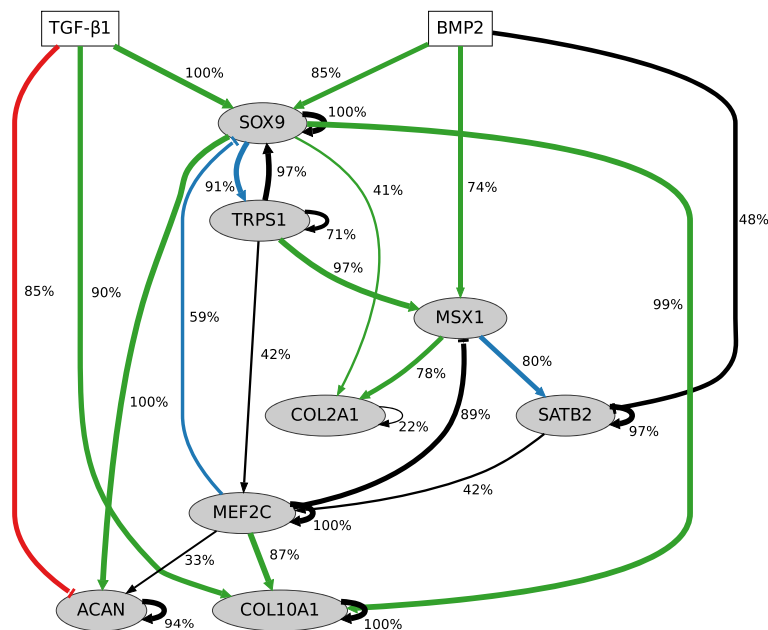 TGF-β1
BMP2
100%
85%
SOX9
100%
91%
97%
41%
74%
TRPS1
71%
48%
97%
85%
90%
59%
99%
MSX1
42%
80%
78%
100%
COL2A1
22%
89%
SATB2
97%
42%
MEF2C
100%
33%
87%
ACAN
94%
COL10A1
100%